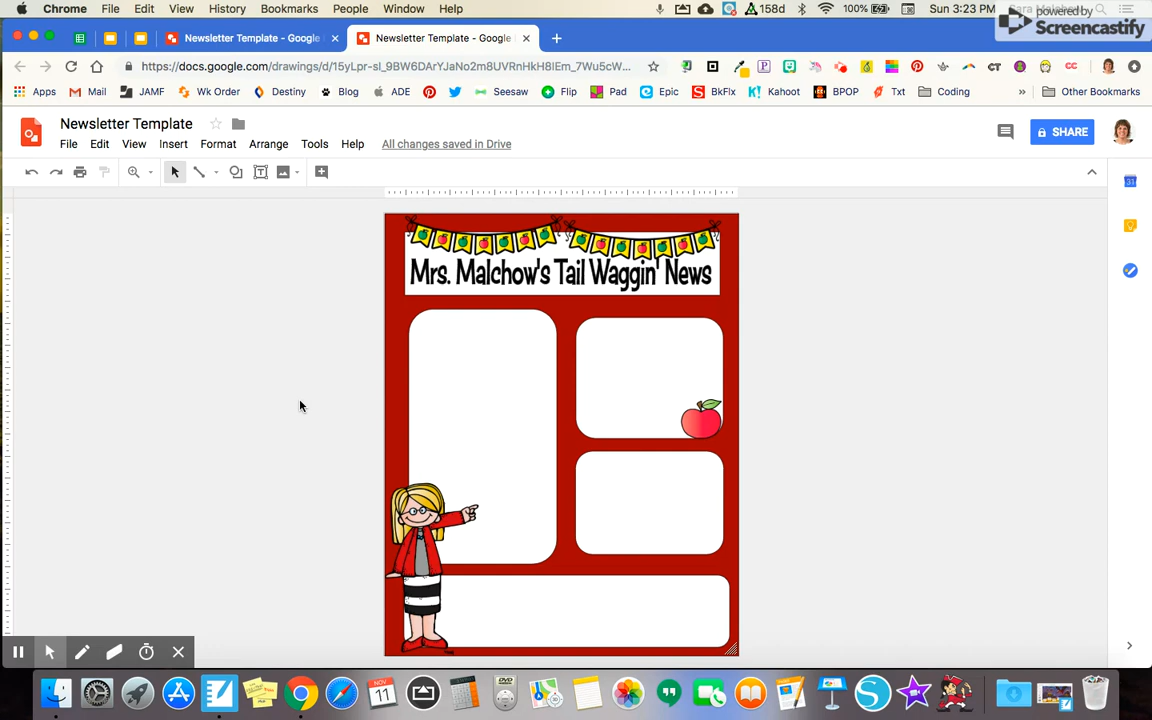 Chrome File Edit View History Bookmarks People Window Help 158d 100% Sun 3:23 PM
powered by
Screencastify
Newsletter Template - Google Newsletter Template - Google
https://docs.google.com/drawings/d/15yLpr-sl_9BW6DArYJaNo2m8UVRnHkH8IEm_7Wu5cW...
Apps Mail JAMF Wk Order Destiny Blog ADE Seesaw Flip Pad Epic BkFlx Kahoot BPOP Txt Coding » Other Bookmarks
Newsletter Template
File Edit View Insert Format Arrange Tools Help All changes saved in Drive
SHARE
Mrs. Malchow's Tail Waggin' News
NOV
11